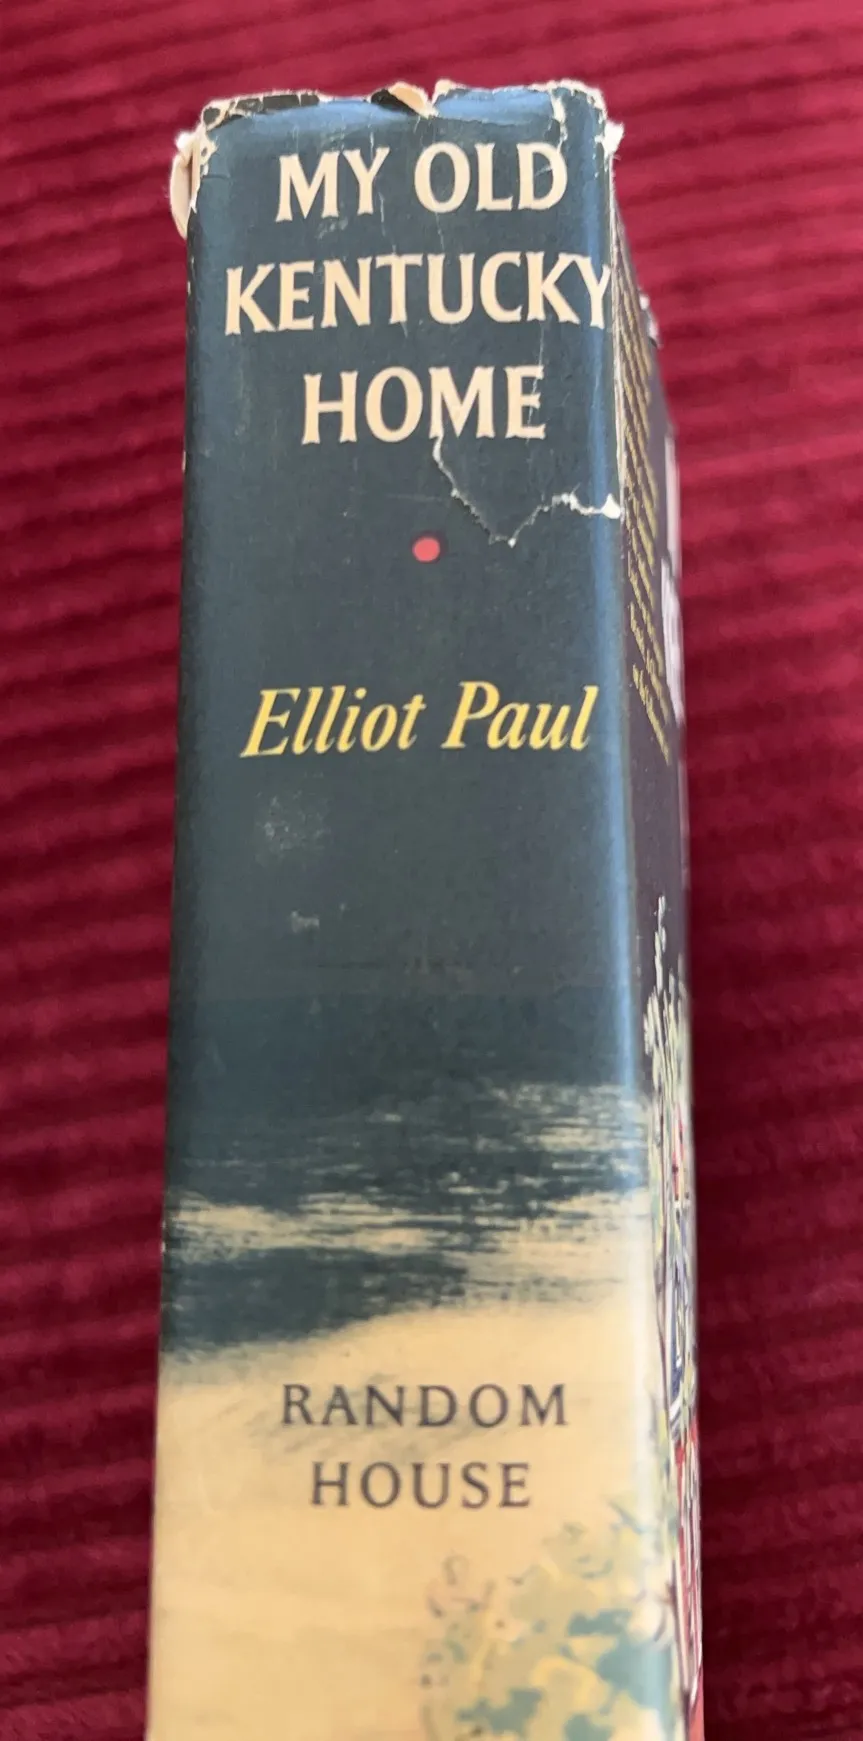 MY OLD
KENTUCKY
HOME
Elliot Paul
RANDOM
HOUSE